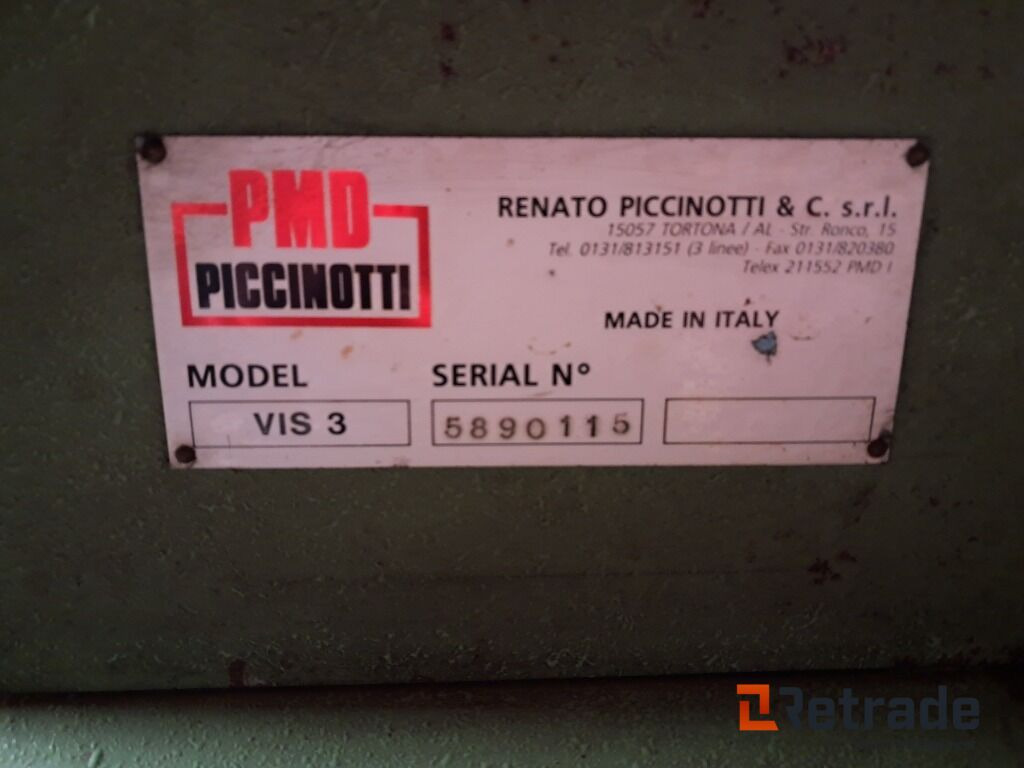 PMD
PICCINOTTI
RENATO PICCINOTTI & C. s.r.l.
15057 TORTONA / AL - Str. Ronco, 15
Tel. 0131/813151 (3 linee) - Fax 0131/820380
Telex 211552 PMD I
MADE IN ITALY
MODEL SERIAL N°
VIS 3 5890115
Retrade